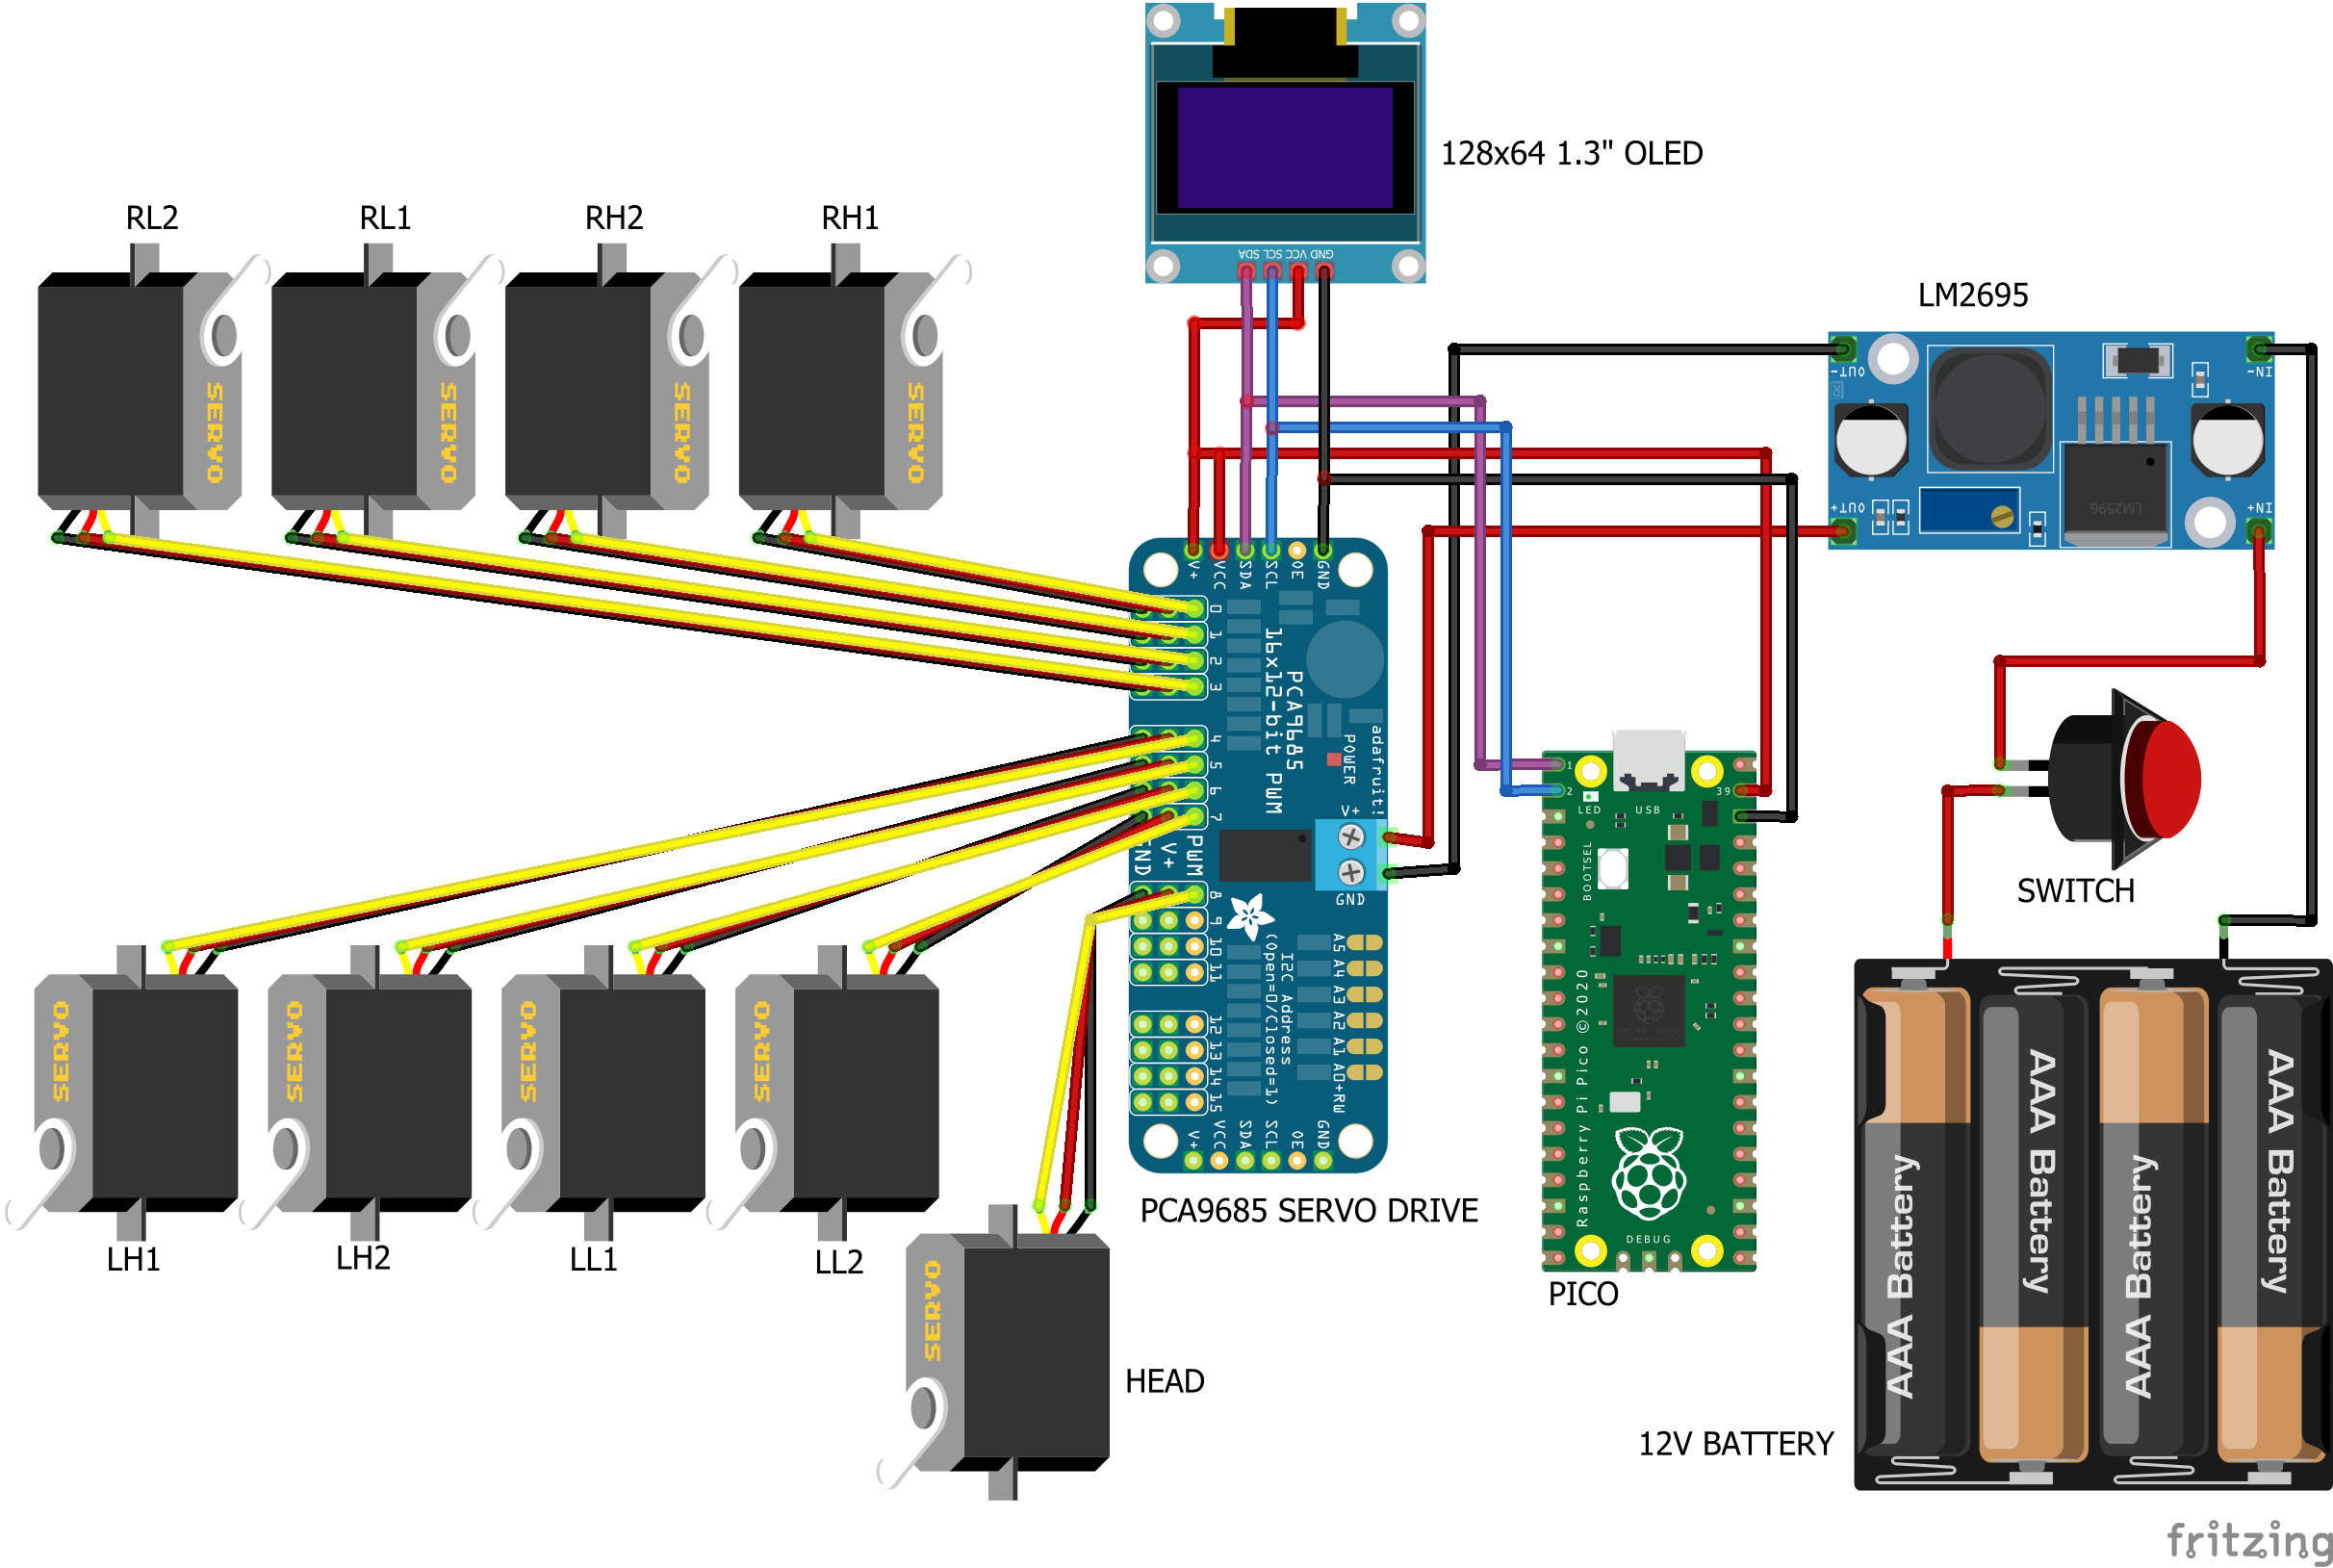 128x64 1.3" OLED
SDA SCL VCC GND
RL2
RL1
RH2
RH1
SERVO
SERVO
SERVO
SERVO
LM2695
OUT-
IN-
OUT+
IN+
LM2596
V+
VCC
SDA
SCL
OE
GND
0
1
2
3
4
5
6
7
16x12-bit PWM
PCA9685
adafruit!
POWER
V+
GND
GND
V+
PWM
8
9
10
11
12
13
14
15
I2C Address
(Open=0/Closed=1)
A5
A4
A3
A2
A1
A0
+RW
V+
VCC
SDA
SCL
OE
GND
PCA9685 SERVO DRIVE
1
2
39
LED
USB
BOOTSEL
Raspberry Pi Pico ©2020
DEBUG
PICO
SWITCH
AAA Battery
AAA Battery
AAA Battery
AAA Battery
12V BATTERY
SERVO
SERVO
SERVO
SERVO
LH1
LH2
LL1
LL2
SERVO
HEAD
fritzing